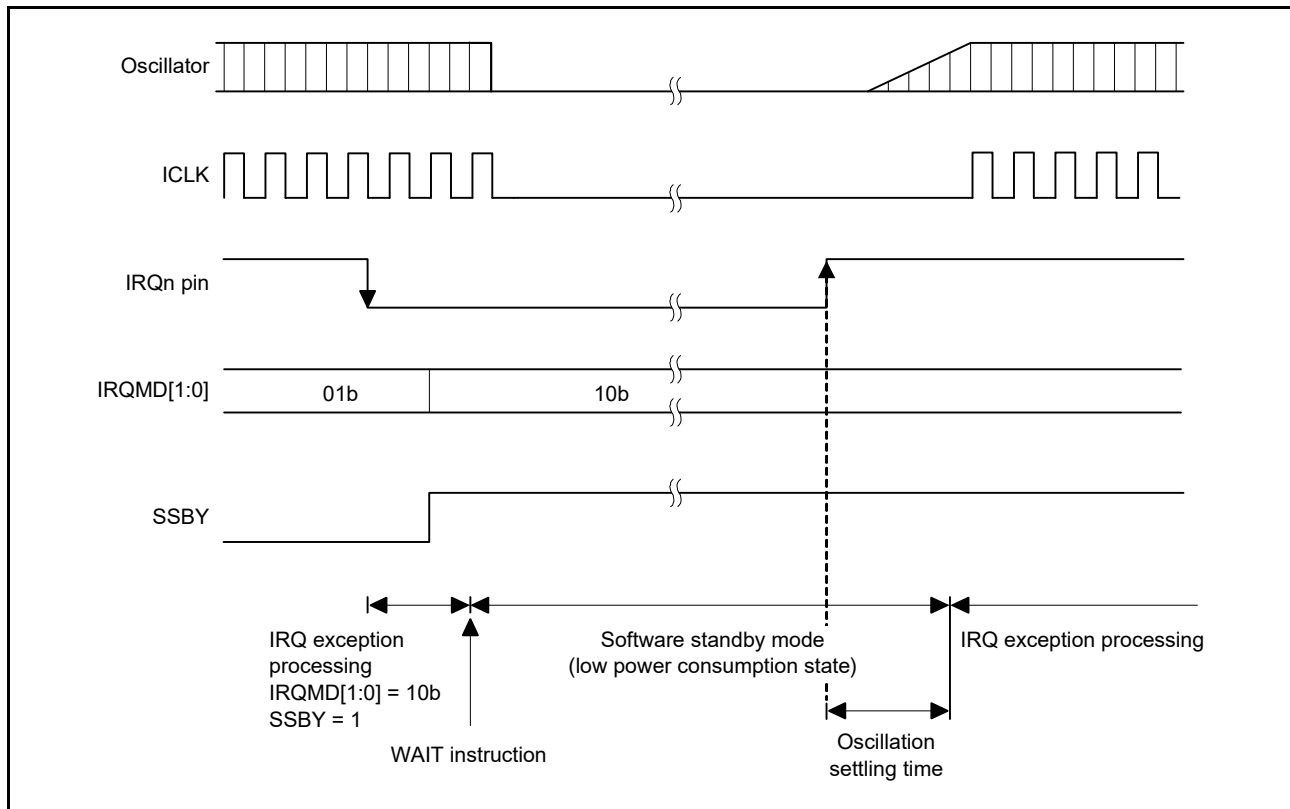 Oscillator
ICLK
IRQn pin
IRQMD[1:0]
01b
10b
SSBY
IRQ exception
processing
IRQMD[1:0] = 10b
SSBY = 1
WAIT instruction
Software standby mode
(low power consumption state)
IRQ exception processing
Oscillation
settling time